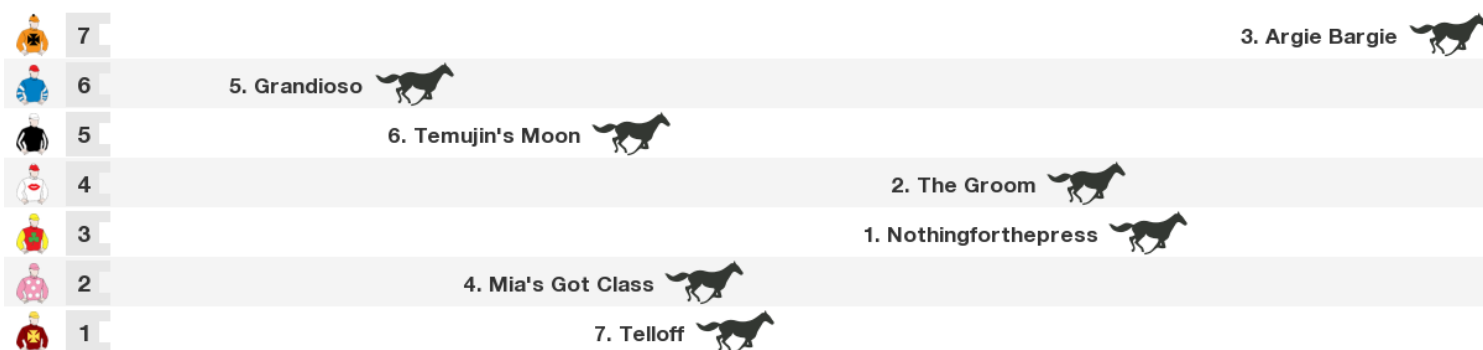 7 3. Argie Bargie
6 5. Grandioso
5 6. Temujin's Moon
4 2. The Groom
3 1. Nothingforthepress
2 4. Mia's Got Class
1 7. Telloff